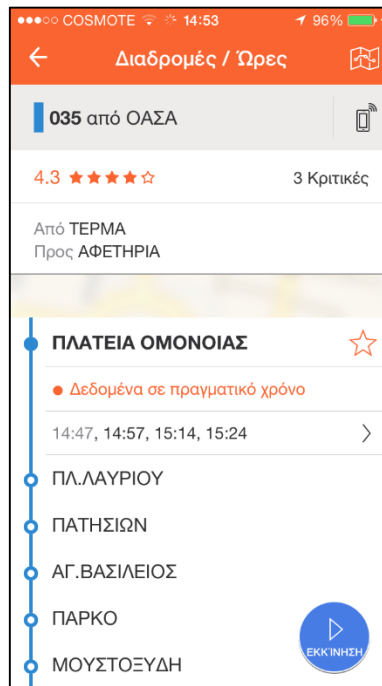 COSMOTE 14:53 96%
Διαδρομές / Ώρες
035 από ΟΑΣΑ
4.3 3 Κριτικές
Από ΤΕΡΜΑ
Προς ΑΦΕΤΗΡΙΑ
ΠΛΑΤΕΙΑ ΟΜΟΝΟΙΑΣ
Δεδομένα σε πραγματικό χρόνο
14:47, 14:57, 15:14, 15:24
ΠΛ.ΛΑΥΡΙΟΥ
ΠΑΤΗΣΙΩΝ
ΑΓ.ΒΑΣΙΛΕΙΟΣ
ΠΑΡΚΟ
ΕΚΚΊΝΗΣΗ
ΜΟΥΣΤΟΞΥΔΗ